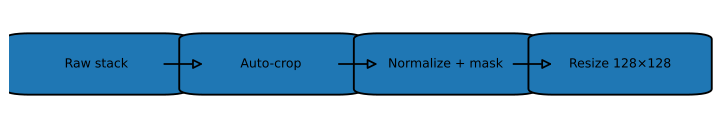 Raw stack
Auto-crop
Normalize + mask
Resize 128×128